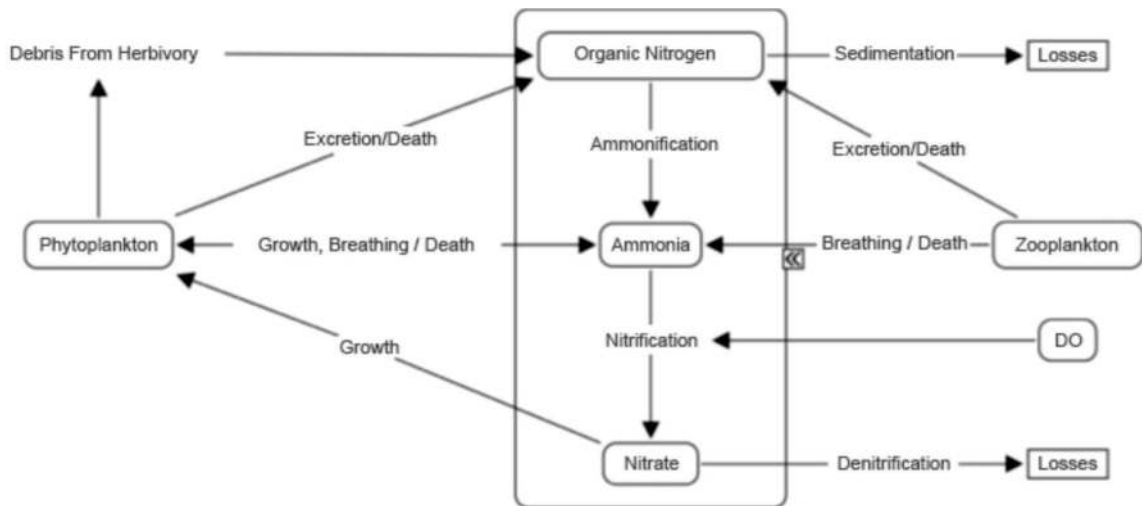 Debris From Herbivory
Organic Nitrogen
Sedimentation
Losses
Excretion/Death
Ammonification
Excretion/Death
Phytoplankton
Growth, Breathing / Death
Ammonia
Breathing / Death
Zooplankton
Growth
Nitrification
DO
Nitrate
Denitrification
Losses